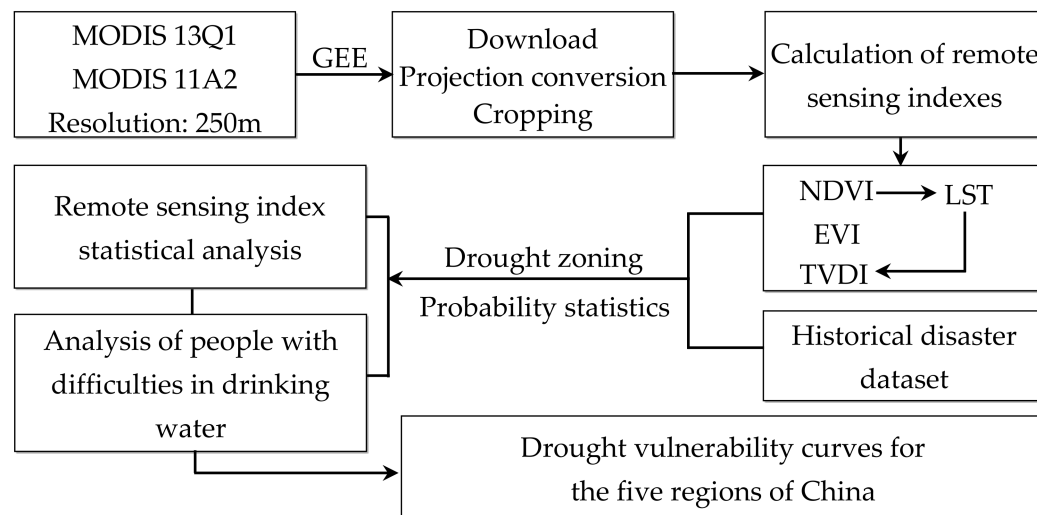 MODIS 13Q1
MODIS 11A2
Resolution: 250m
GEE
Download
Projection conversion
Cropping
Calculation of remote
sensing indexes
NDVI
LST
EVI
TVDI
Remote sensing index
statistical analysis
Drought zoning
Probability statistics
Analysis of people with
difficulties in drinking
water
Historical disaster
dataset
Drought vulnerability curves for
the five regions of China